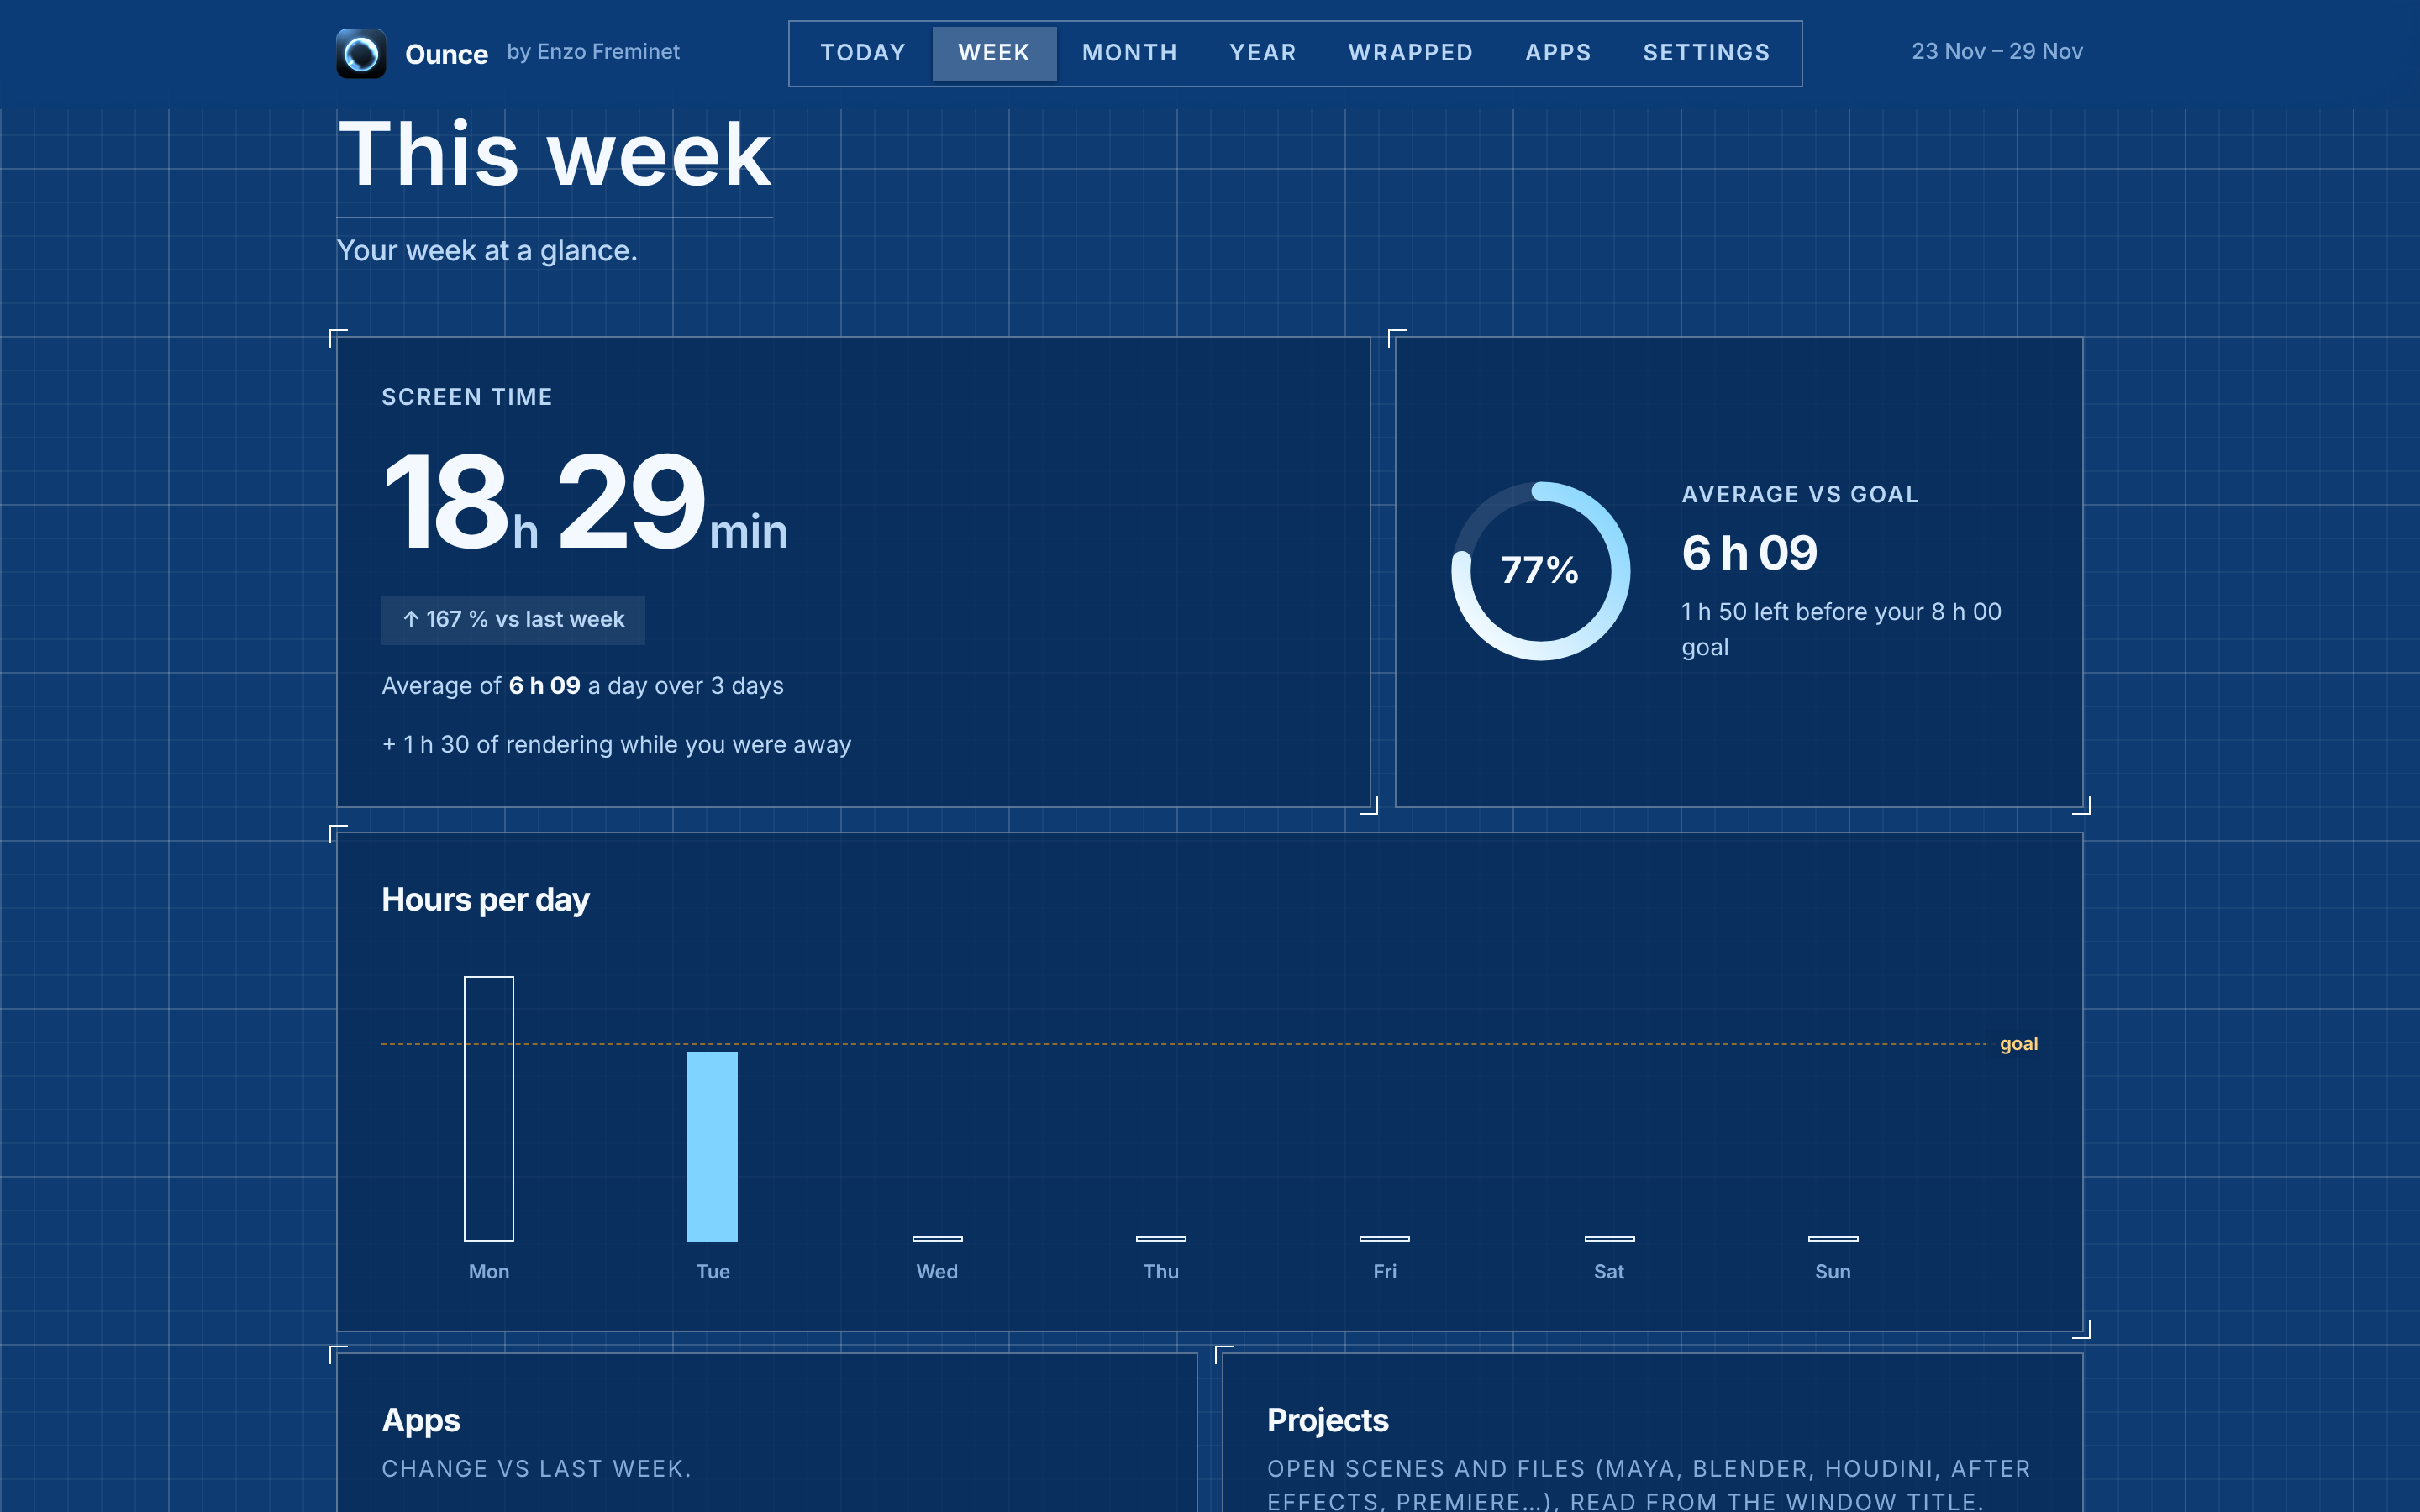 Ounce by Enzo Freminet
TODAY WEEK MONTH YEAR WRAPPED APPS SETTINGS
23 Nov – 29 Nov
This week
Your week at a glance.
SCREEN TIME
18h 29min
↑ 167 % vs last week
Average of 6 h 09 a day over 3 days
+ 1 h 30 of rendering while you were away
77%
AVERAGE VS GOAL
6 h 09
1 h 50 left before your 8 h 00
goal
Hours per day
goal
Mon Tue Wed Thu Fri Sat Sun
Apps
CHANGE VS LAST WEEK.
Projects
OPEN SCENES AND FILES (MAYA, BLENDER, HOUDINI, AFTER
EFFECTS, PREMIERE…), READ FROM THE WINDOW TITLE.